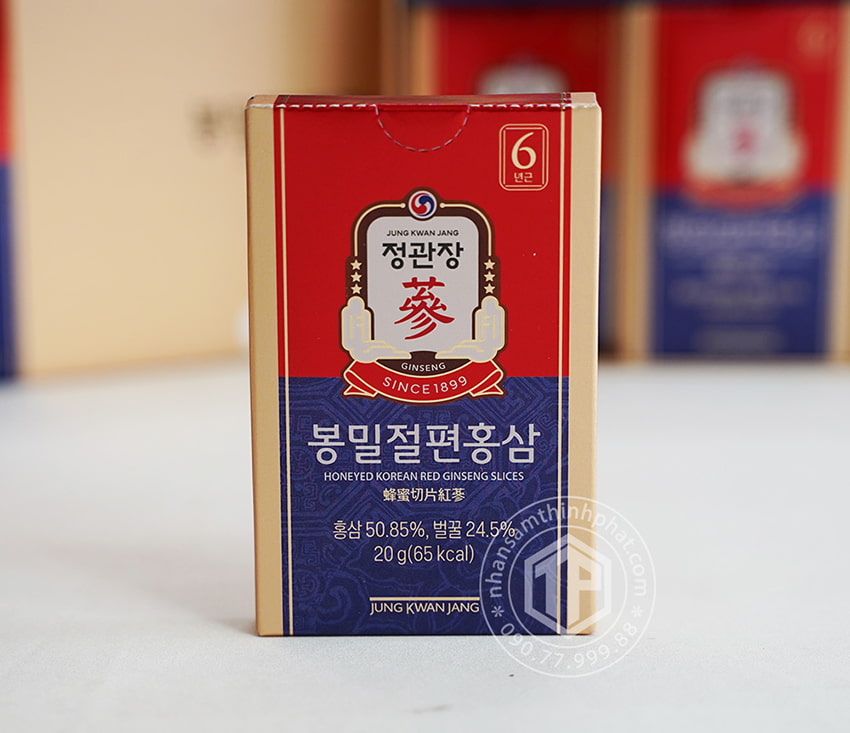 6
년근
JUNG KWAN JANG
정관장
蔘
GINSENG
SINCE 1899
봉밀절편홍삼
HONEYED KOREAN RED GINSENG SLICES
蜂蜜切片紅蔘
홍삼 50.85%, 벌꿀 24.5%
20 g(65 kcal)
JUNG KWAN JANG
nhansamthinhphat.com
090.77.999.88